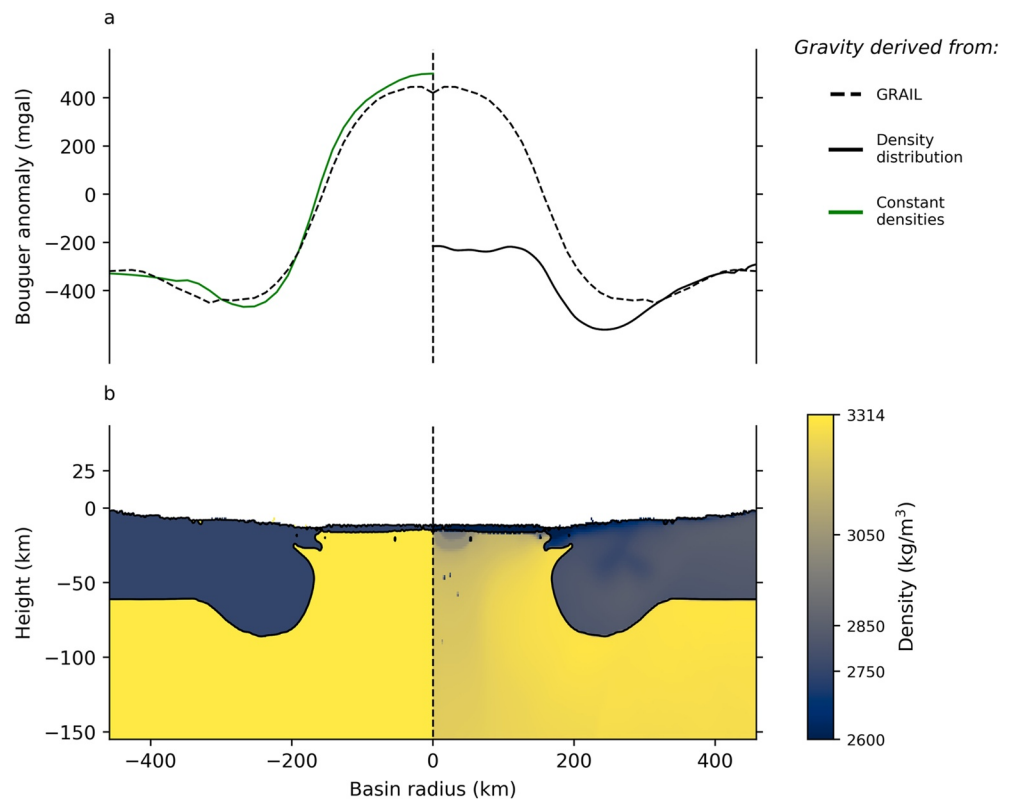 a
Gravity derived from:
GRAIL
Density
distribution
Constant
densities
Bouguer anomaly (mgal)
400
200
0
−200
−400
b
Height (km)
25
0
−50
−100
−150
−400
−200
0
200
400
Basin radius (km)
3314
3050
2850
2750
2600
Density (kg/m³)